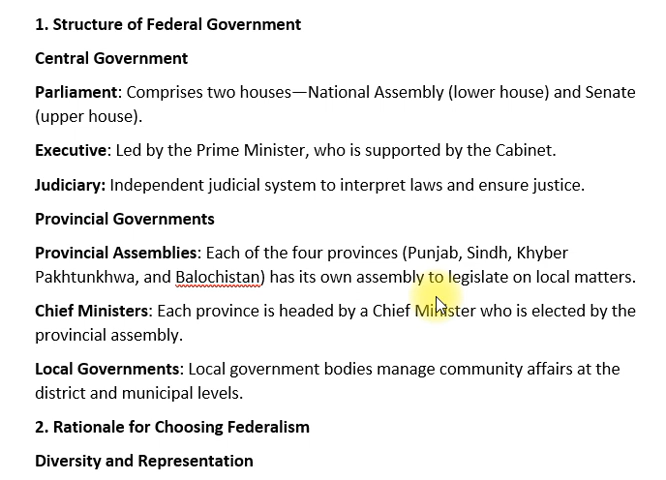 1. Structure of Federal Government
Central Government
Parliament: Comprises two houses—National Assembly (lower house) and Senate
(upper house).
Executive: Led by the Prime Minister, who is supported by the Cabinet.
Judiciary: Independent judicial system to interpret laws and ensure justice.
Provincial Governments
Provincial Assemblies: Each of the four provinces (Punjab, Sindh, Khyber
Pakhtunkhwa, and Balochistan) has its own assembly to legislate on local matters.
Chief Ministers: Each province is headed by a Chief Minister who is elected by the
provincial assembly.
Local Governments: Local government bodies manage community affairs at the
district and municipal levels.
2. Rationale for Choosing Federalism
Diversity and Representation